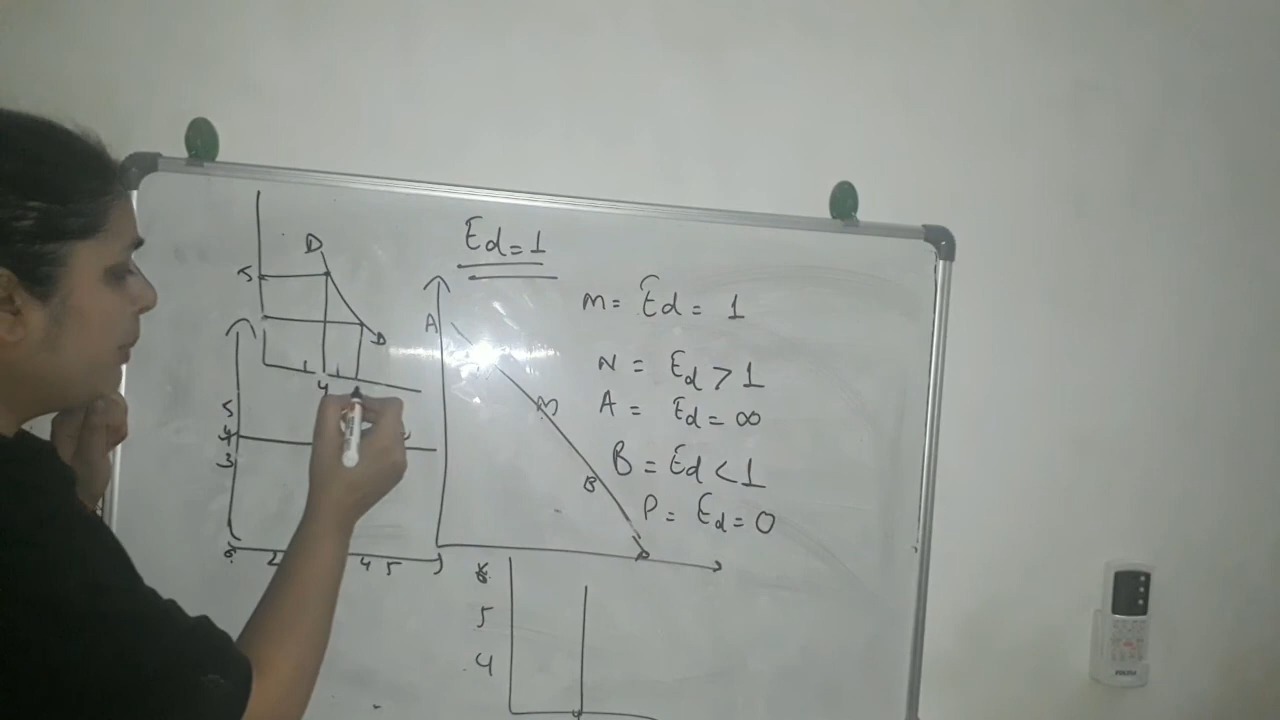 Ed=1
D
5
D
4
A
M = Ed = 1
N = Ed > 1
A = Ed = ∞
B = Ed < 1
P = Ed = 0
M
B
P
5
4
3
0
2
4 5
5
4